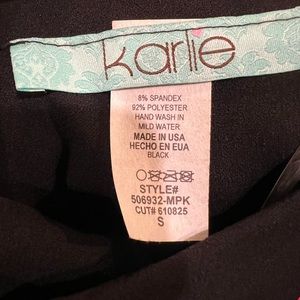 karlie
8% SPANDEX
92% POLYESTER
HAND WASH IN
MILD WATER
MADE IN USA
HECHO EN EUA
BLACK
STYLE#
506932-MPK
CUT# 610825
S